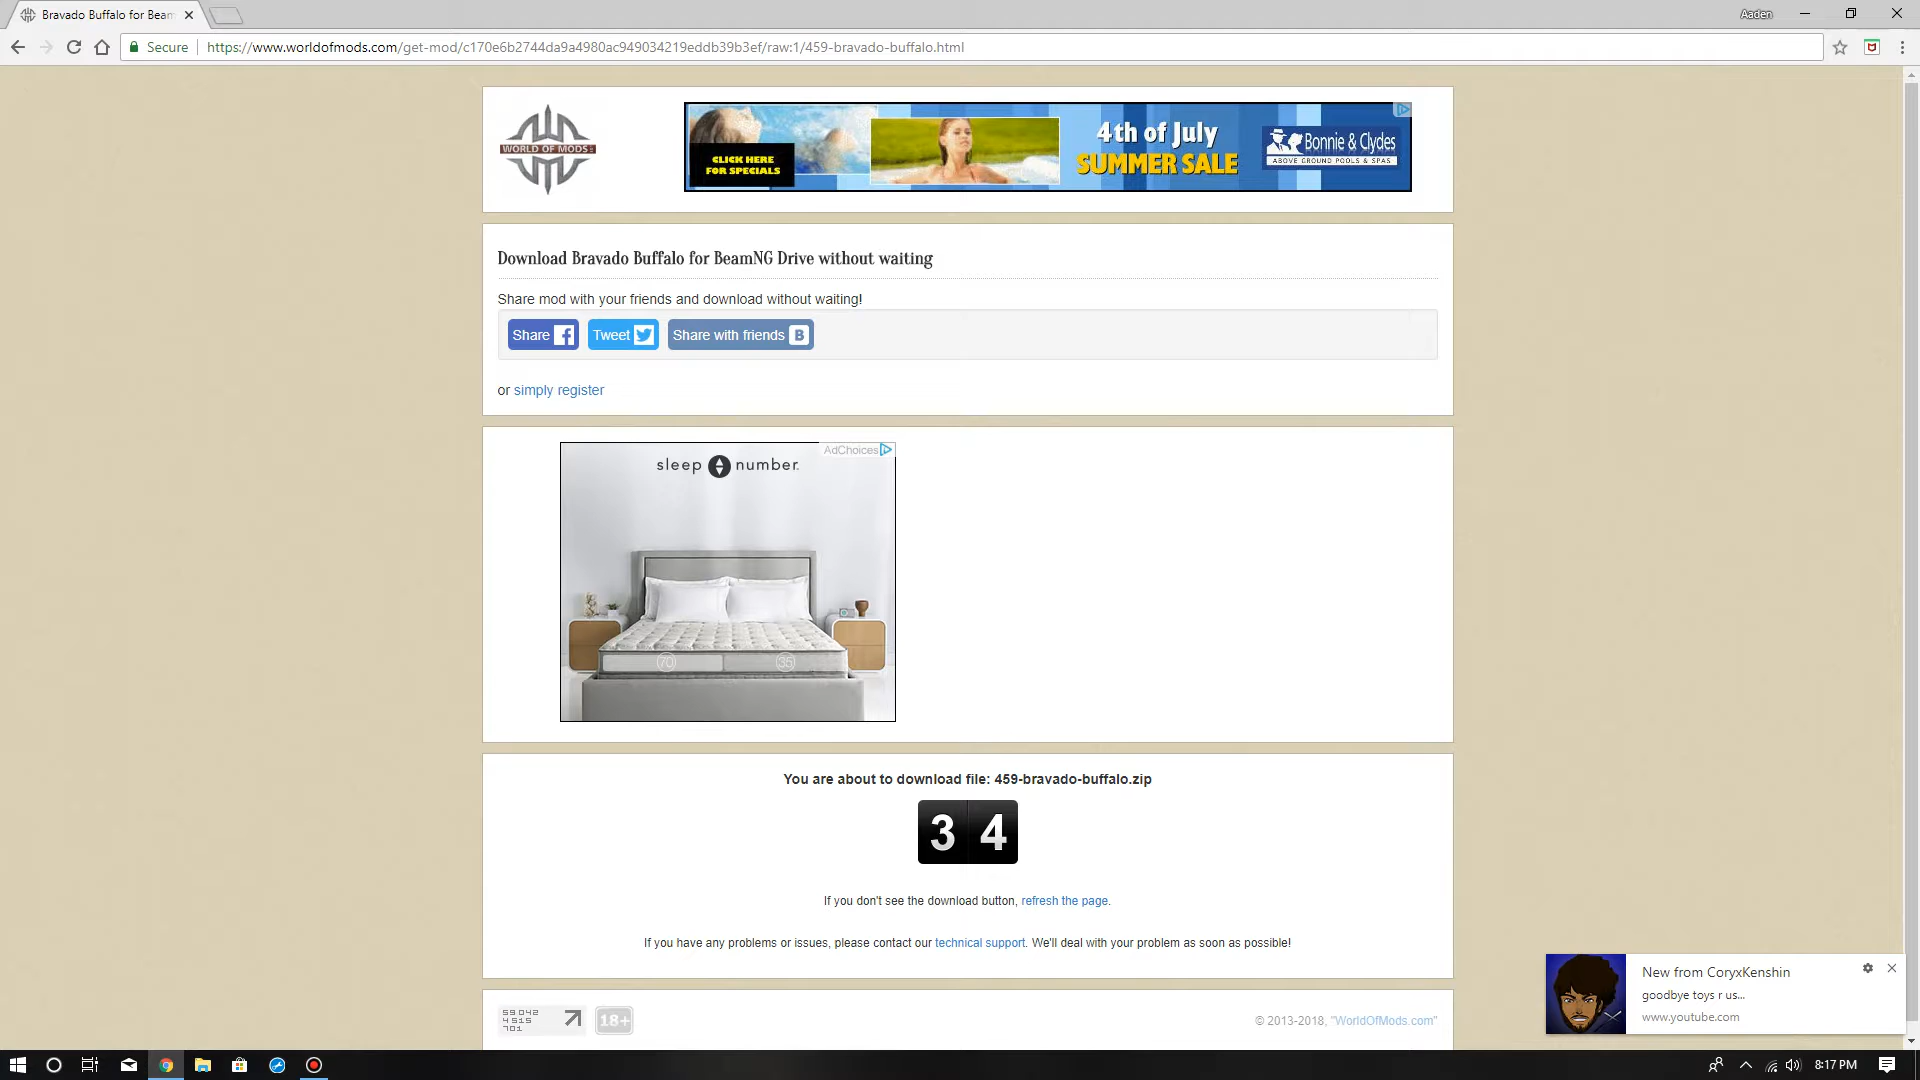 Bravado Buffalo for Beam
Aaden
Secure
https://www.worldofmods.com/get-mod/c170e6b2744da9a4980ac949034219eddb39b3ef/raw:1/459-bravado-buffalo.html
WORLD OF MODS
CLICK HERE
FOR SPECIALS
4th of July
SUMMER SALE
Bonnie & Clydes
ABOVE GROUND POOLS & SPAS
Download Bravado Buffalo for BeamNG Drive without waiting
Share mod with your friends and download without waiting!
Share
Tweet
Share with friends B
or simply register
AdChoices
sleep number.
70
35
You are about to download file: 459-bravado-buffalo.zip
34
If you don't see the download button, refresh the page.
If you have any problems or issues, please contact our technical support. We'll deal with your problem as soon as possible!
New from CoryxKenshin
goodbye toys r us...
www.youtube.com
59042
4515
701
18+
© 2013-2018, "WorldOfMods.com"
8:17 PM